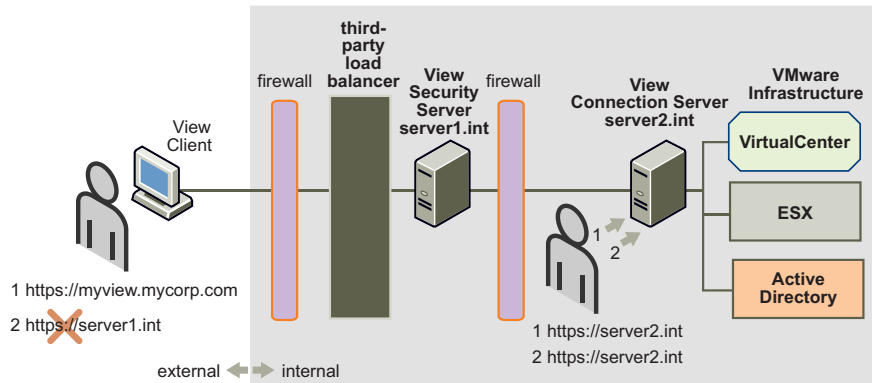 third-
party
load
balancer
firewall
View
Security
Server
server1.int
firewall
View
Connection Server
server2.int
VMware
Infrastructure
View
Client
VirtualCenter
ESX
Active
Directory
1
2
1 https://myview.mycorp.com
2 https://server1.int
1 https://server2.int
2 https://server2.int
external
internal